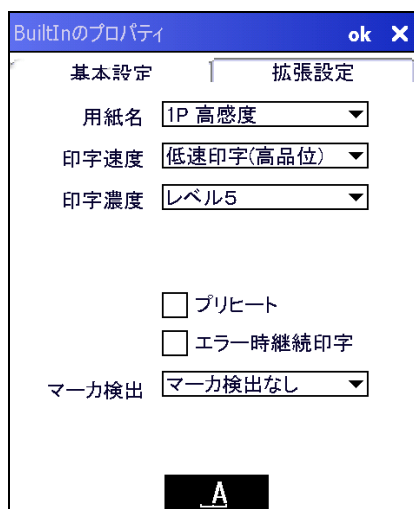 BuiltInのプロパティ ok ×
基本設定 拡張設定
用紙名 1P 高感度
印字速度 低速印字(高品位)
印字濃度 レベル5
プリヒート
エラー時継続印字
マーカ検出 マーカ検出なし
A